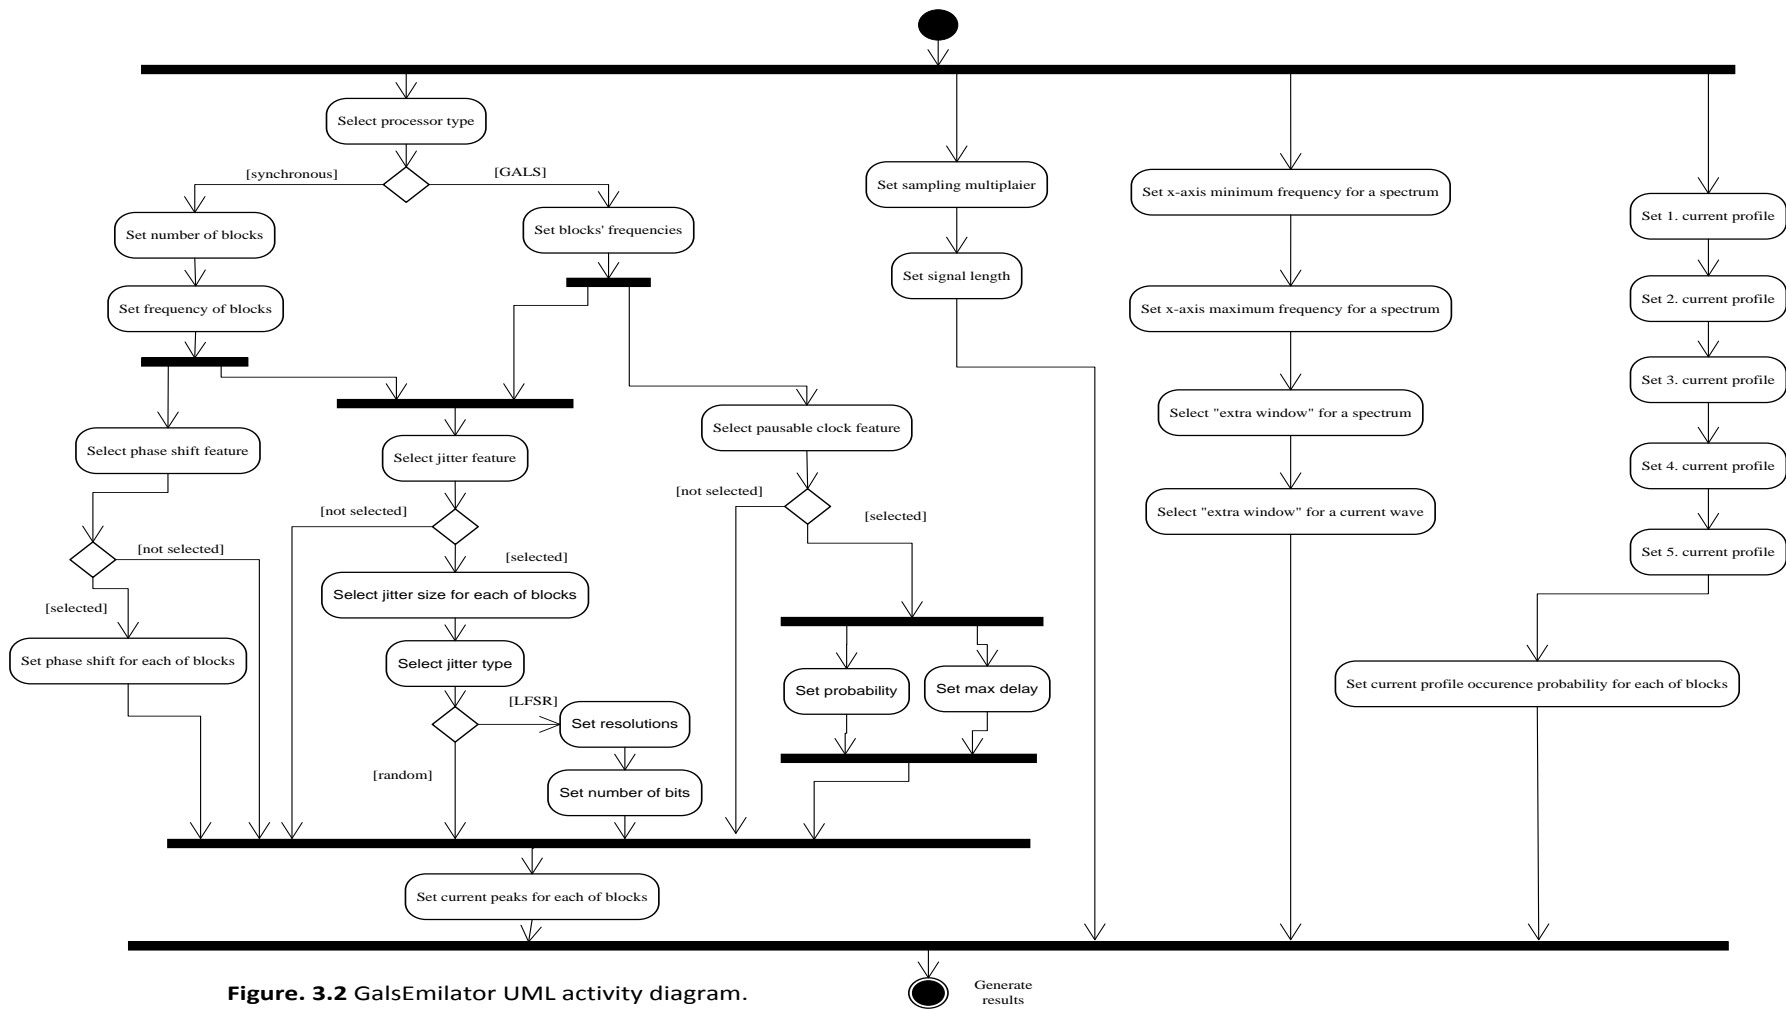 Select processor type
[synchronous]
[GALS]
Set number of blocks
Set frequency of blocks
Set blocks' frequencies
Select phase shift feature
[not selected]
[selected]
Set phase shift for each of blocks
Select jitter feature
[not selected]
[selected]
Select jitter size for each of blocks
Select jitter type
[LFSR]
[random]
Set resolutions
Set number of bits
Select pausable clock feature
[not selected]
[selected]
Set probability
Set max delay
Set current peaks for each of blocks
Set sampling multiplaier
Set signal length
Set x-axis minimum frequency for a spectrum
Set x-axis maximum frequency for a spectrum
Select "extra window" for a spectrum
Select "extra window" for a current wave
Set 1. current profile
Set 2. current profile
Set 3. current profile
Set 4. current profile
Set 5. current profile
Set current profile occurence probability for each of blocks
Generate
results
Figure. 3.2 GalsEmilator UML activity diagram.